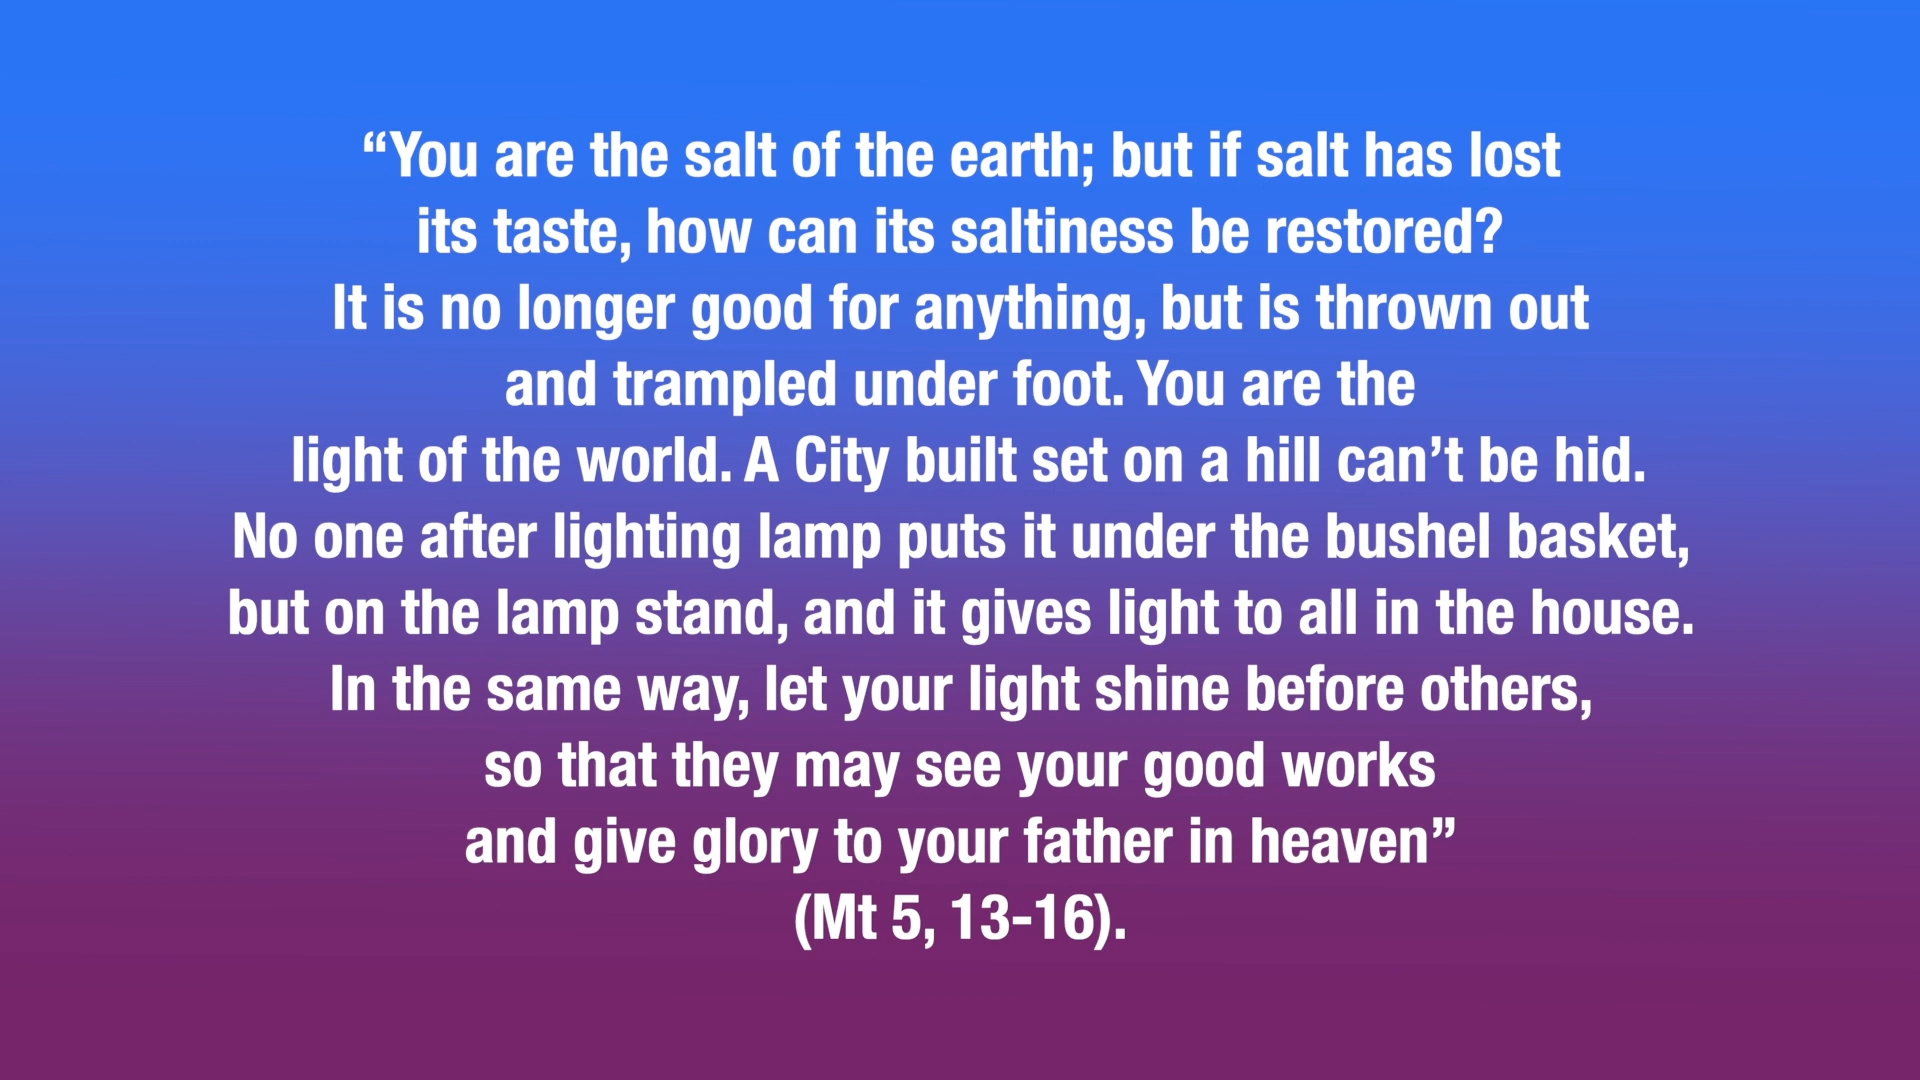 “You are the salt of the earth; but if salt has lost
its taste, how can its saltiness be restored?
It is no longer good for anything, but is thrown out
and trampled under foot. You are the
light of the world. A City built set on a hill can’t be hid.
No one after lighting lamp puts it under the bushel basket,
but on the lamp stand, and it gives light to all in the house.
In the same way, let your light shine before others,
so that they may see your good works
and give glory to your father in heaven”
(Mt 5, 13-16).